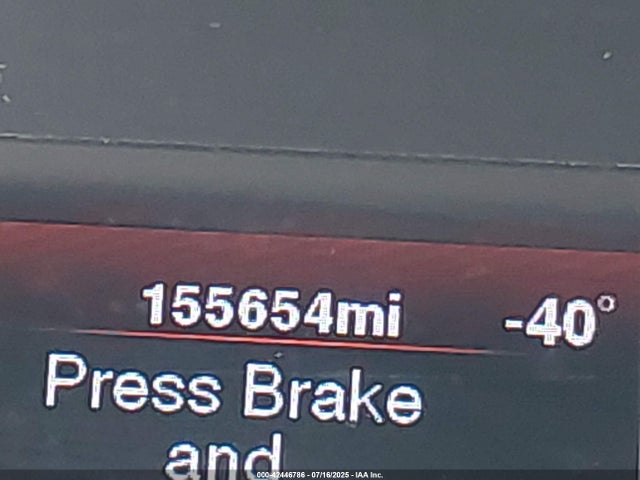 155654mi -40°
Press Brake
and
000-42446786 - 07/16/2025 - IAA Inc.